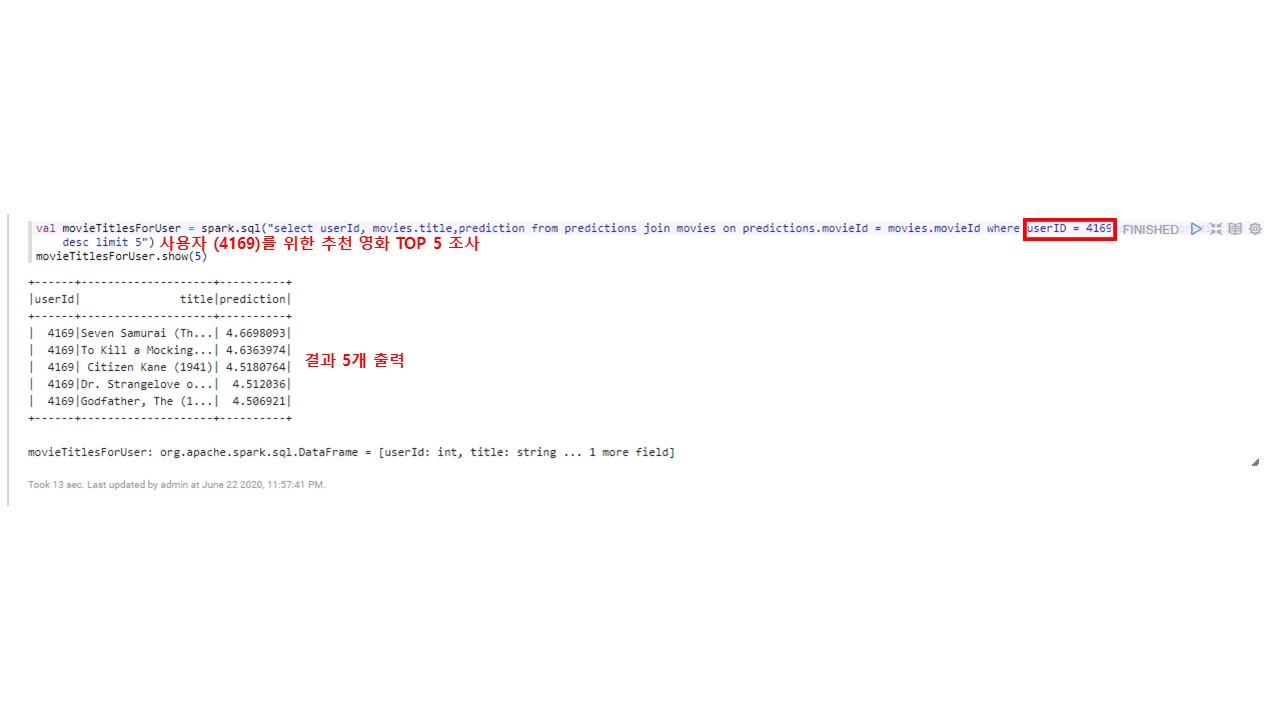 val movieTitlesForUser = spark.sql("select userId, movies.title,prediction from predictions join movies on predictions.movieId = movies.movieId where userID = 4169 FINISHED
desc limit 5") 사용자 (4169)를 위한 추천 영화 TOP 5 조사
movieTitlesForUser.show(5)
+------+--------------------+----------+
|userId|               title|prediction|
+------+--------------------+----------+
|  4169|Seven Samurai (Th...| 4.6698093|
|  4169|To Kill a Mocking...| 4.6363974|
|  4169| Citizen Kane (1941)| 4.5180764|
|  4169|Dr. Strangelove o...|  4.512036|
|  4169|Godfather, The (1...|  4.506921|
+------+--------------------+----------+
결과 5개 출력
movieTitlesForUser: org.apache.spark.sql.DataFrame = [userId: int, title: string ... 1 more field]
Took 13 sec. Last updated by admin at June 22 2020, 11:57:41 PM.